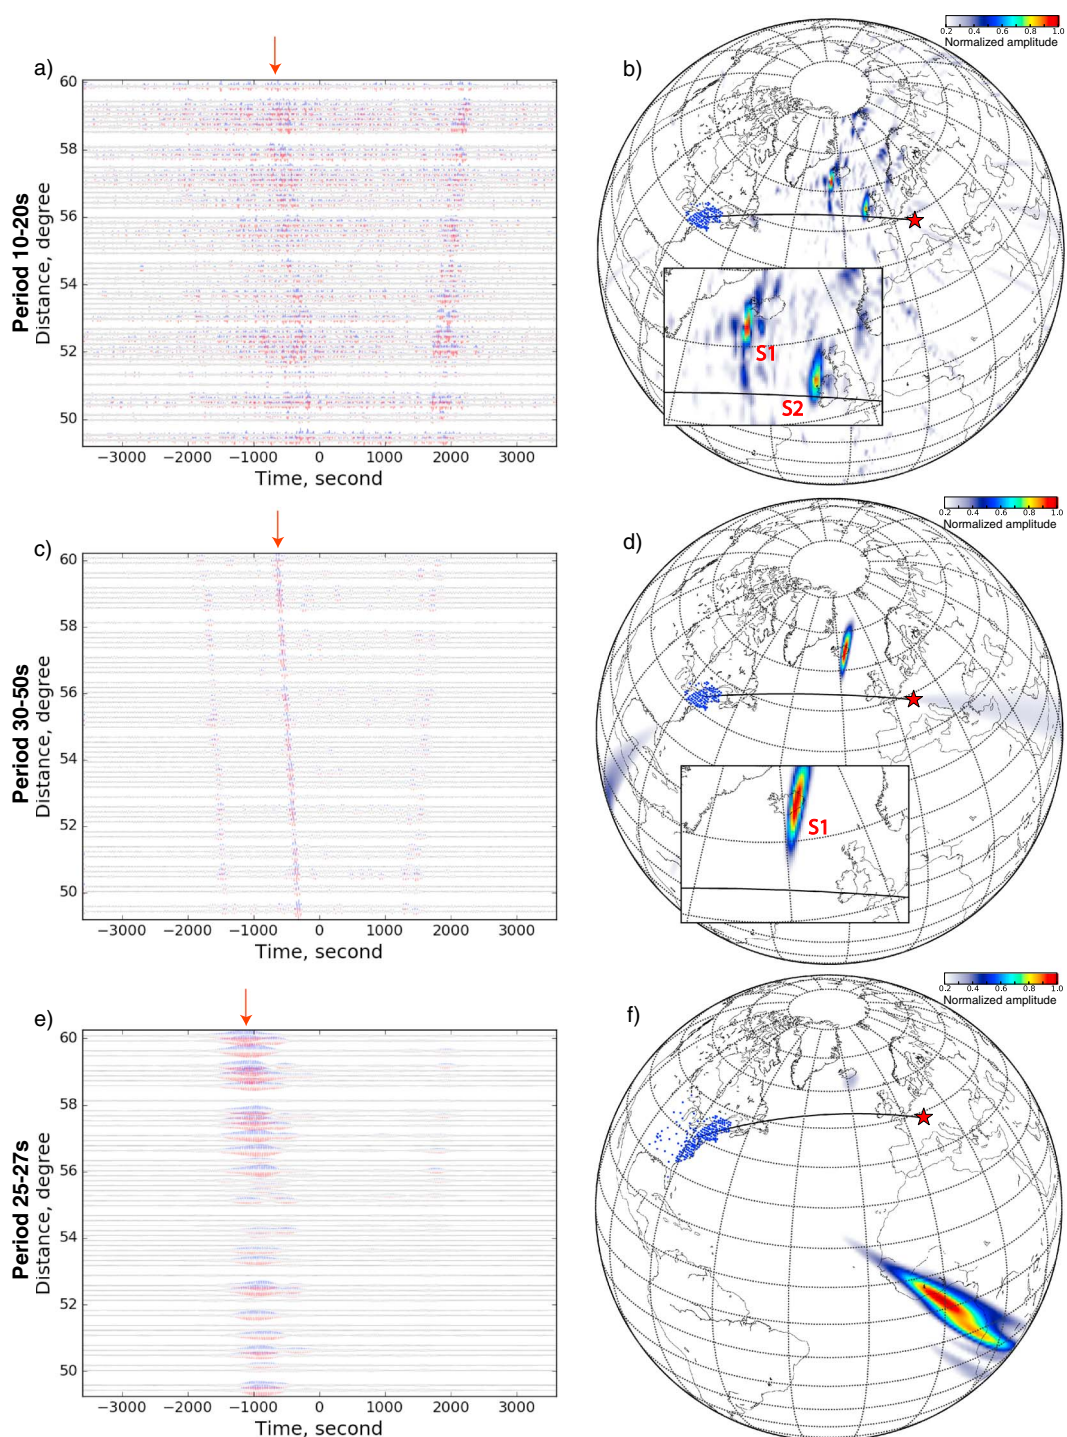 a)
Period 10-20s
Distance, degree
60
58
56
54
52
50
−3000 −2000 −1000 0 1000 2000 3000
Time, second
b)
0.2 0.4 0.6 0.8 1.0
Normalized amplitude
S1
S2
c)
Period 30-50s
Distance, degree
60
58
56
54
52
50
−3000 −2000 −1000 0 1000 2000 3000
Time, second
d)
0.2 0.4 0.6 0.8 1.0
Normalized amplitude
S1
e)
Period 25-27s
Distance, degree
60
58
56
54
52
50
−3000 −2000 −1000 0 1000 2000 3000
Time, second
f)
0.2 0.4 0.6 0.8 1.0
Normalized amplitude